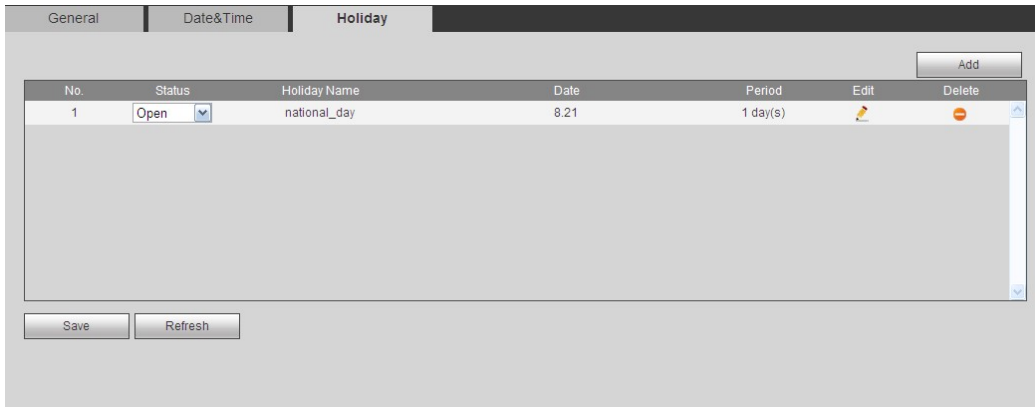 General Date&Time Holiday
Add
No. Status Holiday Name Date Period Edit Delete
1 Open national_day 8.21 1 day(s)
Save Refresh